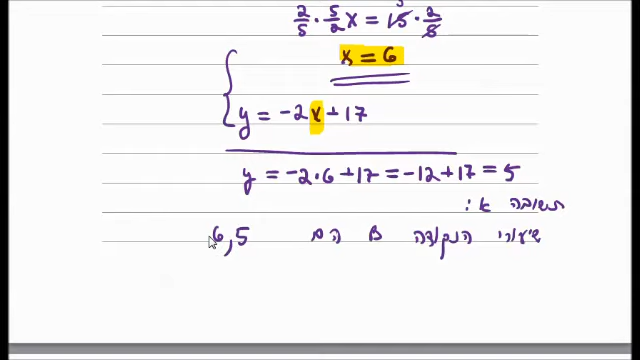 2/5 · 5/2 x = 15 · 2/5
x = 6
y = -2x + 17
y = -2·6 + 17 = -12 + 17 = 5
תשובה א:
שיעורי הנקודה B הם 6,5